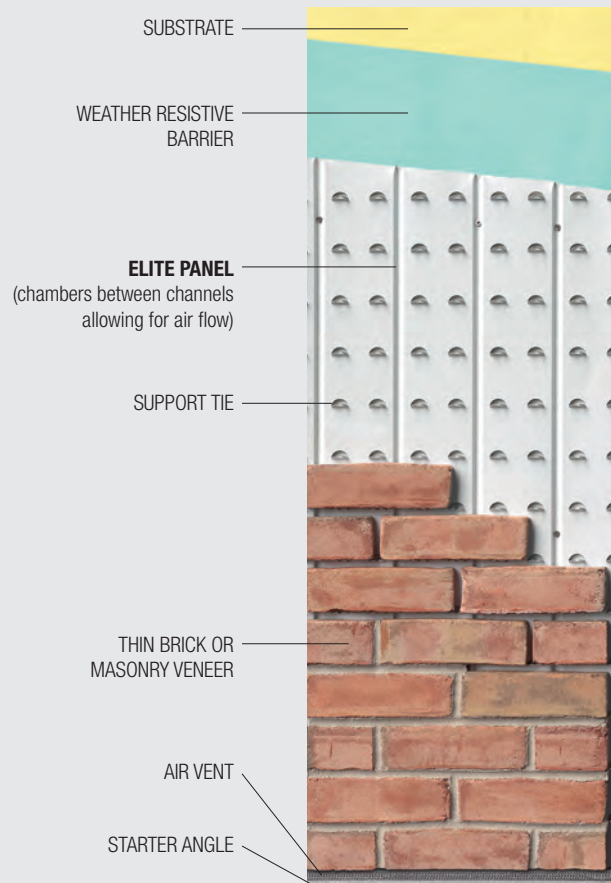 SUBSTRATE
WEATHER RESISTIVE
BARRIER
ELITE PANEL
(chambers between channels
allowing for air flow)
SUPPORT TIE
THIN BRICK OR
MASONRY VENEER
AIR VENT
STARTER ANGLE